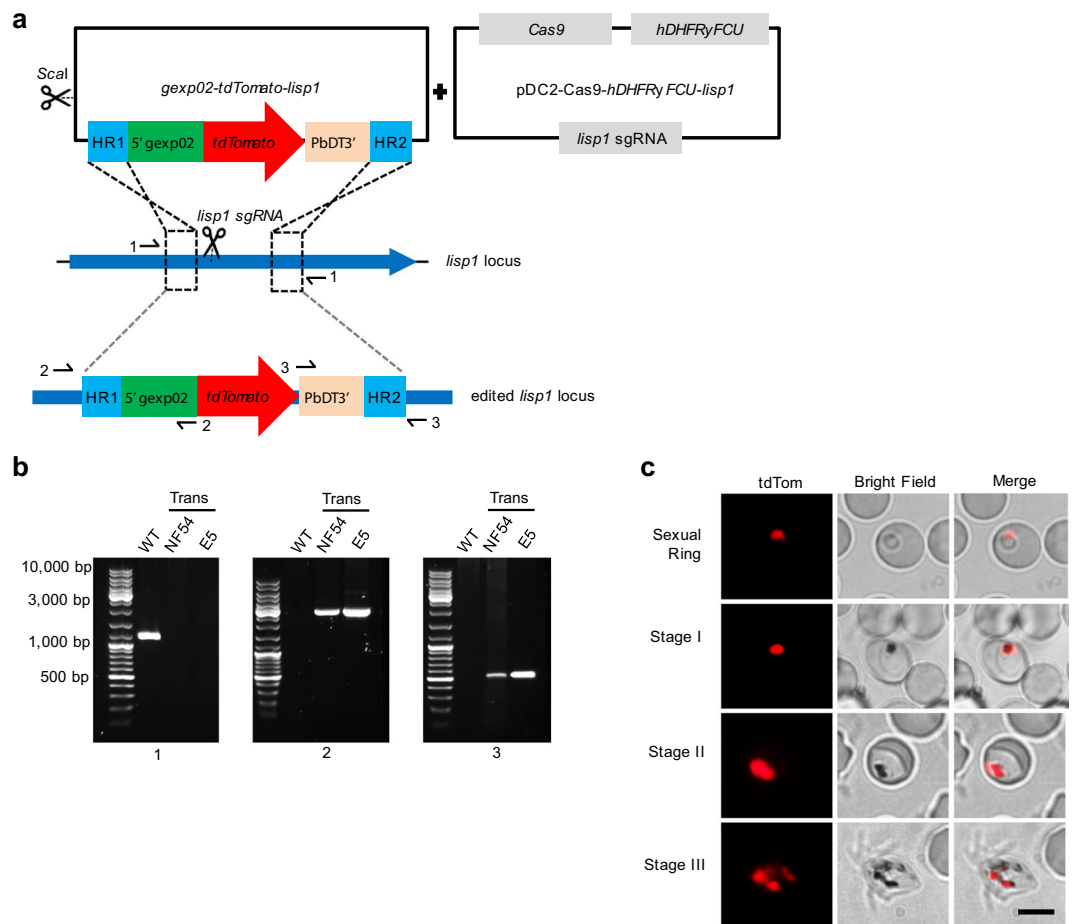 a
ScaI
gexp02-tdTomato-lisp1
HR1 5' gexp02 tdTomato PbDT3' HR2
Cas9 hDHFRyFCU
pDC2-Cas9-hDHFRy FCU-lisp1
lisp1 sgRNA
lisp1 sgRNA
1
lisp1 locus
1
2
3
HR1 5' gexp02 tdTomato PbDT3' HR2
edited lisp1 locus
2
3
b
Trans
WT NF54 E5
Trans
WT NF54 E5
Trans
WT NF54 E5
10,000 bp
3,000 bp
1,000 bp
500 bp
1
2
3
c
tdTom Bright Field Merge
Sexual
Ring
Stage I
Stage II
Stage III